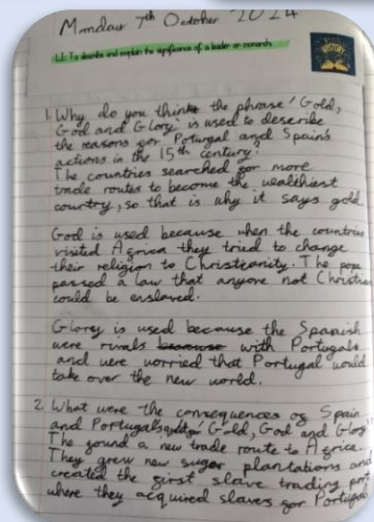 Monday 7th October 2024
LI: To describe and explain the significance of a leader or monarch.
HISTORY
1. Why do you think the phrase 'Gold,
God and Glory' is used to describe
the reasons for Poturgal and Spain's
actions in the 15th century?
The countries searched for more
trade routes to become the wealthiest
country, so that is why it says gold.
God is used because when the countries
visited Africa they tried to change
their religion to Christeanity. The pope
passed a law that anyone not Christian
could be enslaved.
Glorey is used because the Spanish
were rivals because with Portugals
and were worried that Portugal would
take over the new world.
2. What were the consequences of Spain
and Portugals 'Gold, God and Glory'
The found a new trade route to Africa.
They grew new sugar plantations and
created the first slave trading port
where they acquired slavers for Portugal